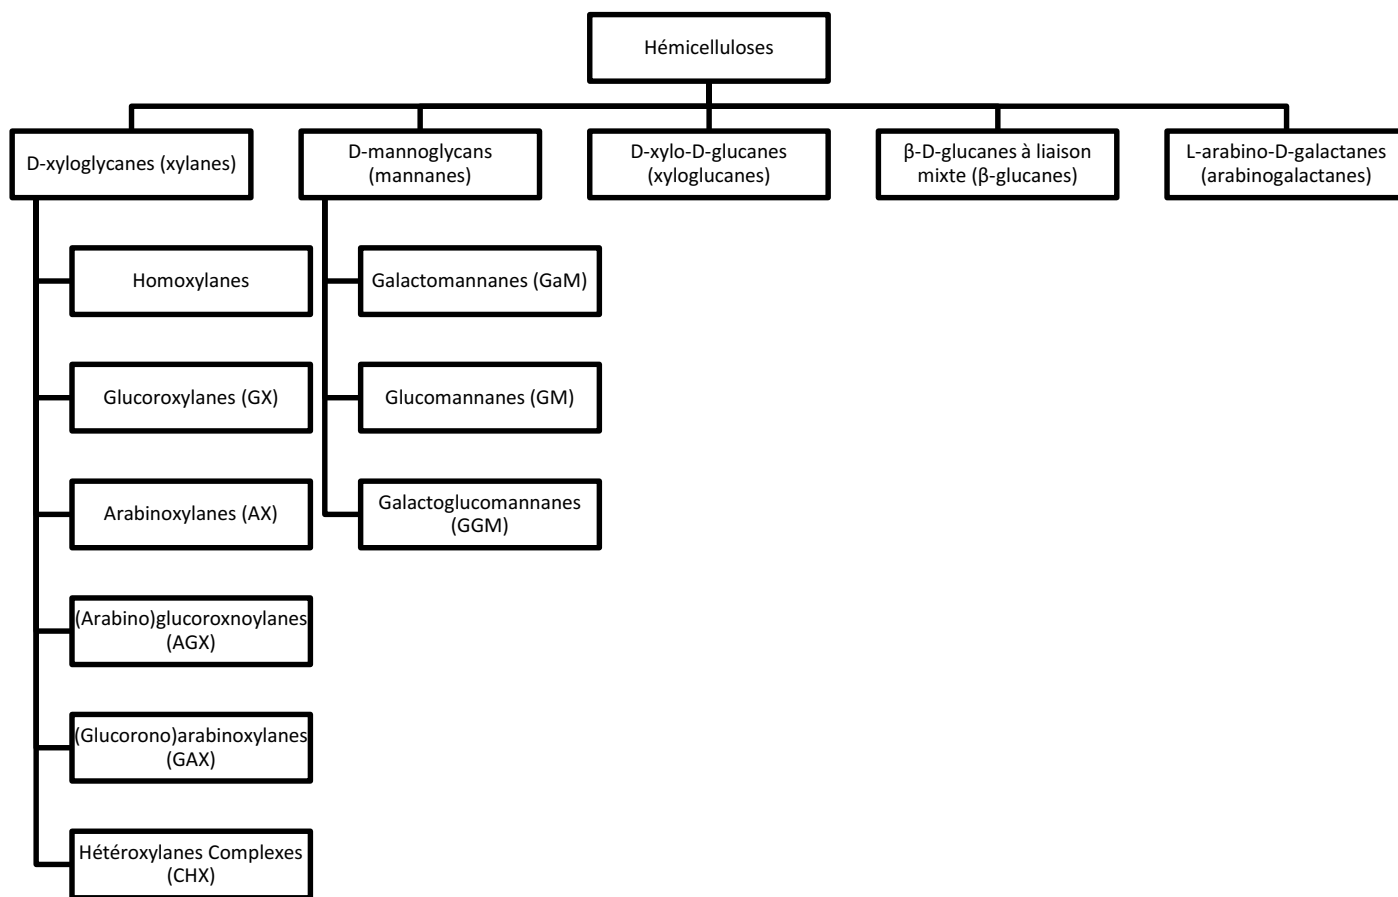 Hémicelluloses
D-xyloglycanes (xylanes)
D-mannoglycans
(mannanes)
D-xylo-D-glucanes
(xyloglucanes)
β-D-glucanes à liaison
mixte (β-glucanes)
L-arabino-D-galactanes
(arabinogalactanes)
Homoxylanes
Glucoroxylanes (GX)
Arabinoxylanes (AX)
(Arabino)glucoroxnoylanes
(AGX)
(Glucorono)arabinoxylanes
(GAX)
Hétéroxylanes Complexes
(CHX)
Galactomannanes (GaM)
Glucomannanes (GM)
Galactoglucomannanes
(GGM)